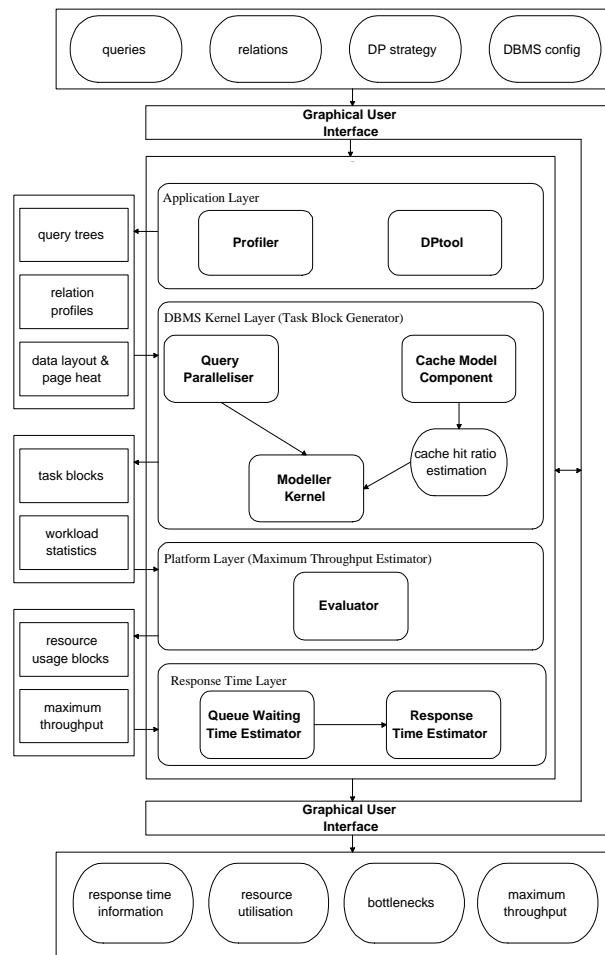 queries
relations
DP strategy
DBMS config
Graphical User
Interface
Application Layer
Profiler
DPtool
query trees
relation
profiles
data layout &
page heat
DBMS Kernel Layer (Task Block Generator)
Query
Paralleliser
Cache Model
Component
cache hit ratio
estimation
Modeller
Kernel
task blocks
workload
statistics
Platform Layer (Maximum Throughput Estimator)
Evaluator
resource
usage blocks
maximum
throughput
Response Time Layer
Queue Waiting
Time Estimator
Response
Time Estimator
Graphical User
Interface
response time
information
resource
utilisation
bottlenecks
maximum
throughput